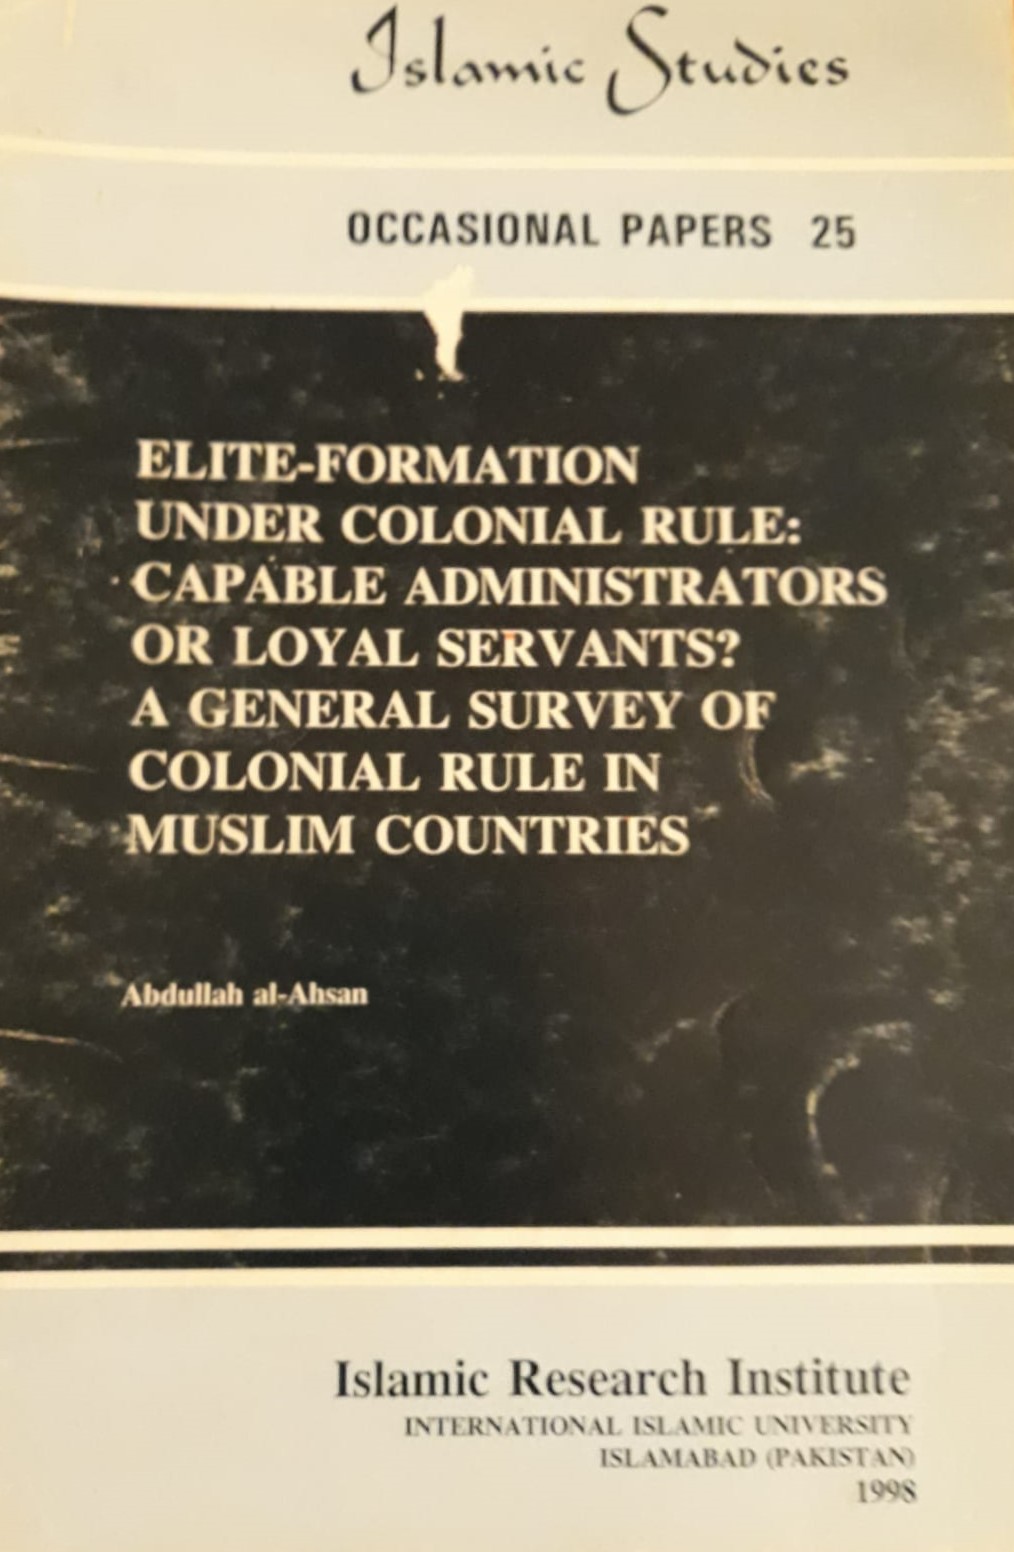 Islamic Studies
OCCASIONAL PAPERS 25
ELITE-FORMATION
UNDER COLONIAL RULE:
CAPABLE ADMINISTRATORS
OR LOYAL SERVANTS?
A GENERAL SURVEY OF
COLONIAL RULE IN
MUSLIM COUNTRIES
Abdullah al-Ahsan
Islamic Research Institute
INTERNATIONAL ISLAMIC UNIVERSITY
ISLAMABAD (PAKISTAN)
1998